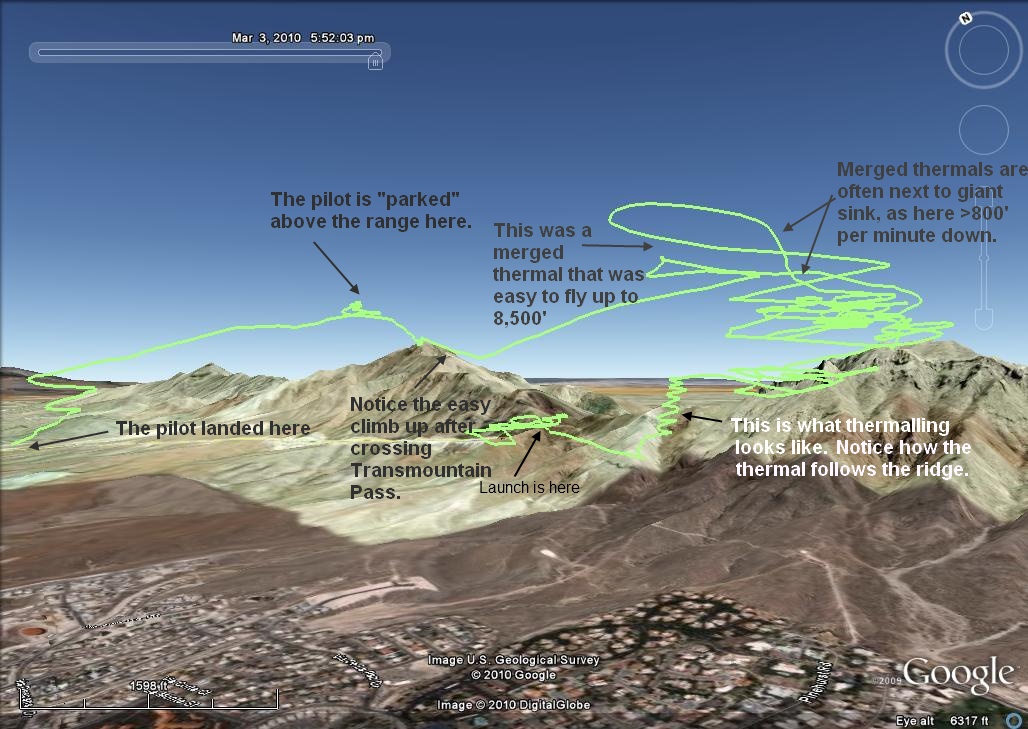 Mar 3, 2010 5:52:03 pm
N
Merged thermals are
often next to giant
sink, as here >800'
per minute down.
The pilot is "parked"
above the range here.
This was a
merged
thermal that was
easy to fly up to
8,500'
Notice the easy
climb up after
crossing
Transmountain
Pass.
The pilot landed here
Launch is here
This is what thermalling
looks like. Notice how the
thermal follows the ridge.
Image U.S. Geological Survey
© 2010 Google
Image © 2010 DigitalGlobe
©2009 Google
1598 ft
Eye alt 6317 ft